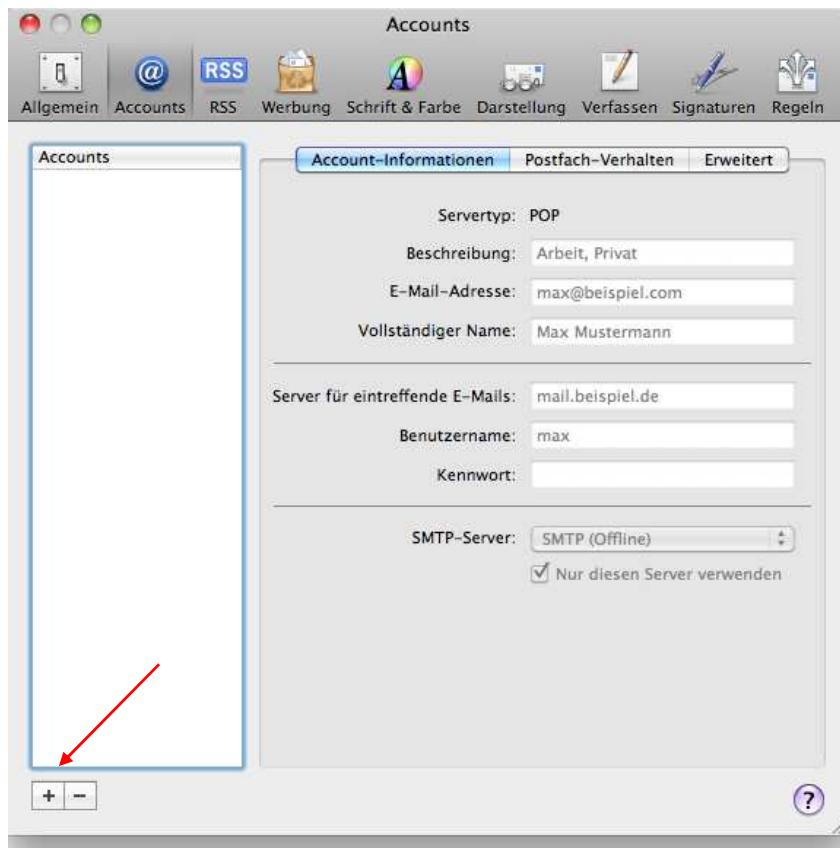 Accounts
RSS
Allgemein Accounts RSS Werbung Schrift & Farbe Darstellung Verfassen Signaturen Regeln
Accounts
Account-Informationen Postfach-Verhalten Erweitert
Servertyp: POP
Beschreibung: Arbeit, Privat
E-Mail-Adresse: max@beispiel.com
Vollständiger Name: Max Mustermann
Server für eintreffende E-Mails: mail.beispiel.de
Benutzername: max
Kennwort:
SMTP-Server: SMTP (Offline)
Nur diesen Server verwenden
+ − ?